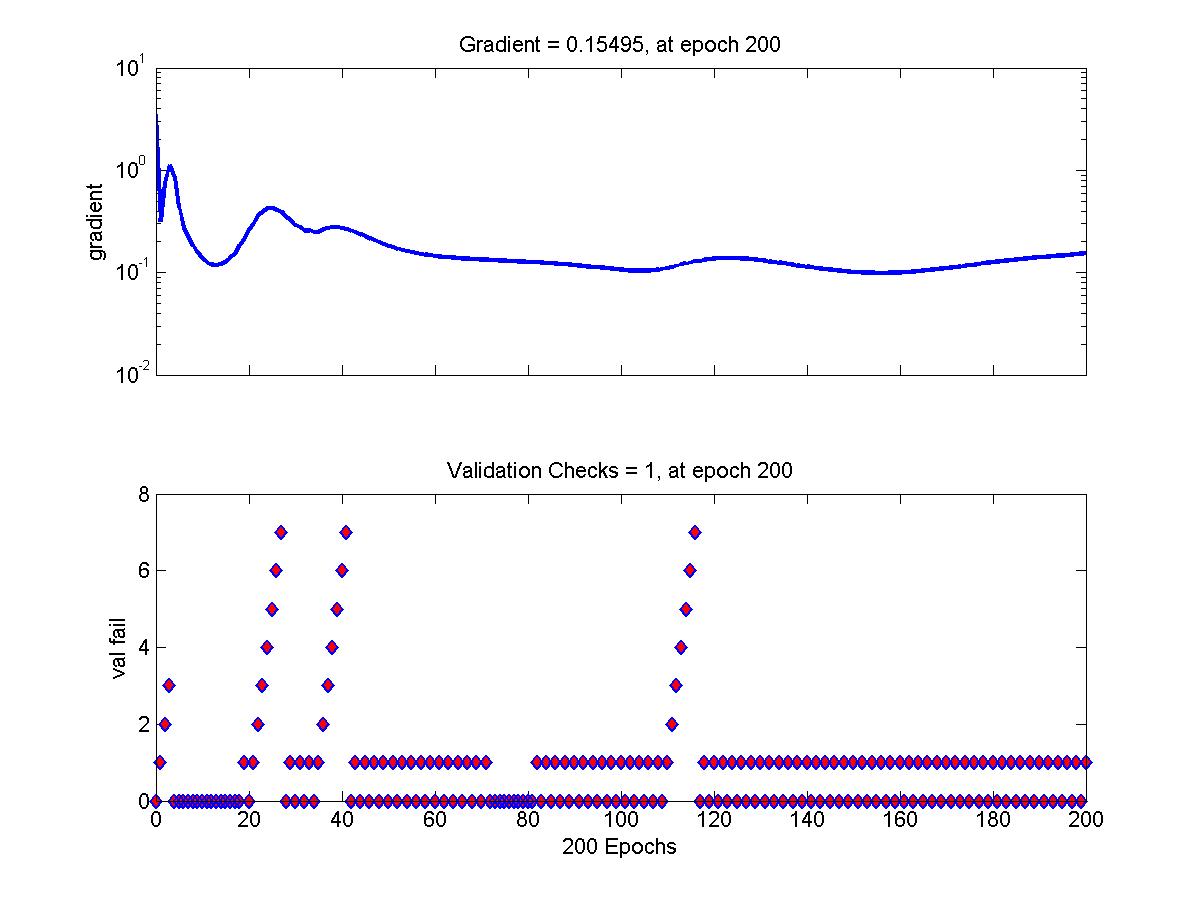 Gradient = 0.15495, at epoch 200
10^1
10^0
10^-1
10^-2
gradient
Validation Checks = 1, at epoch 200
8
6
4
2
0
val fail
0 20 40 60 80 100 120 140 160 180 200
200 Epochs